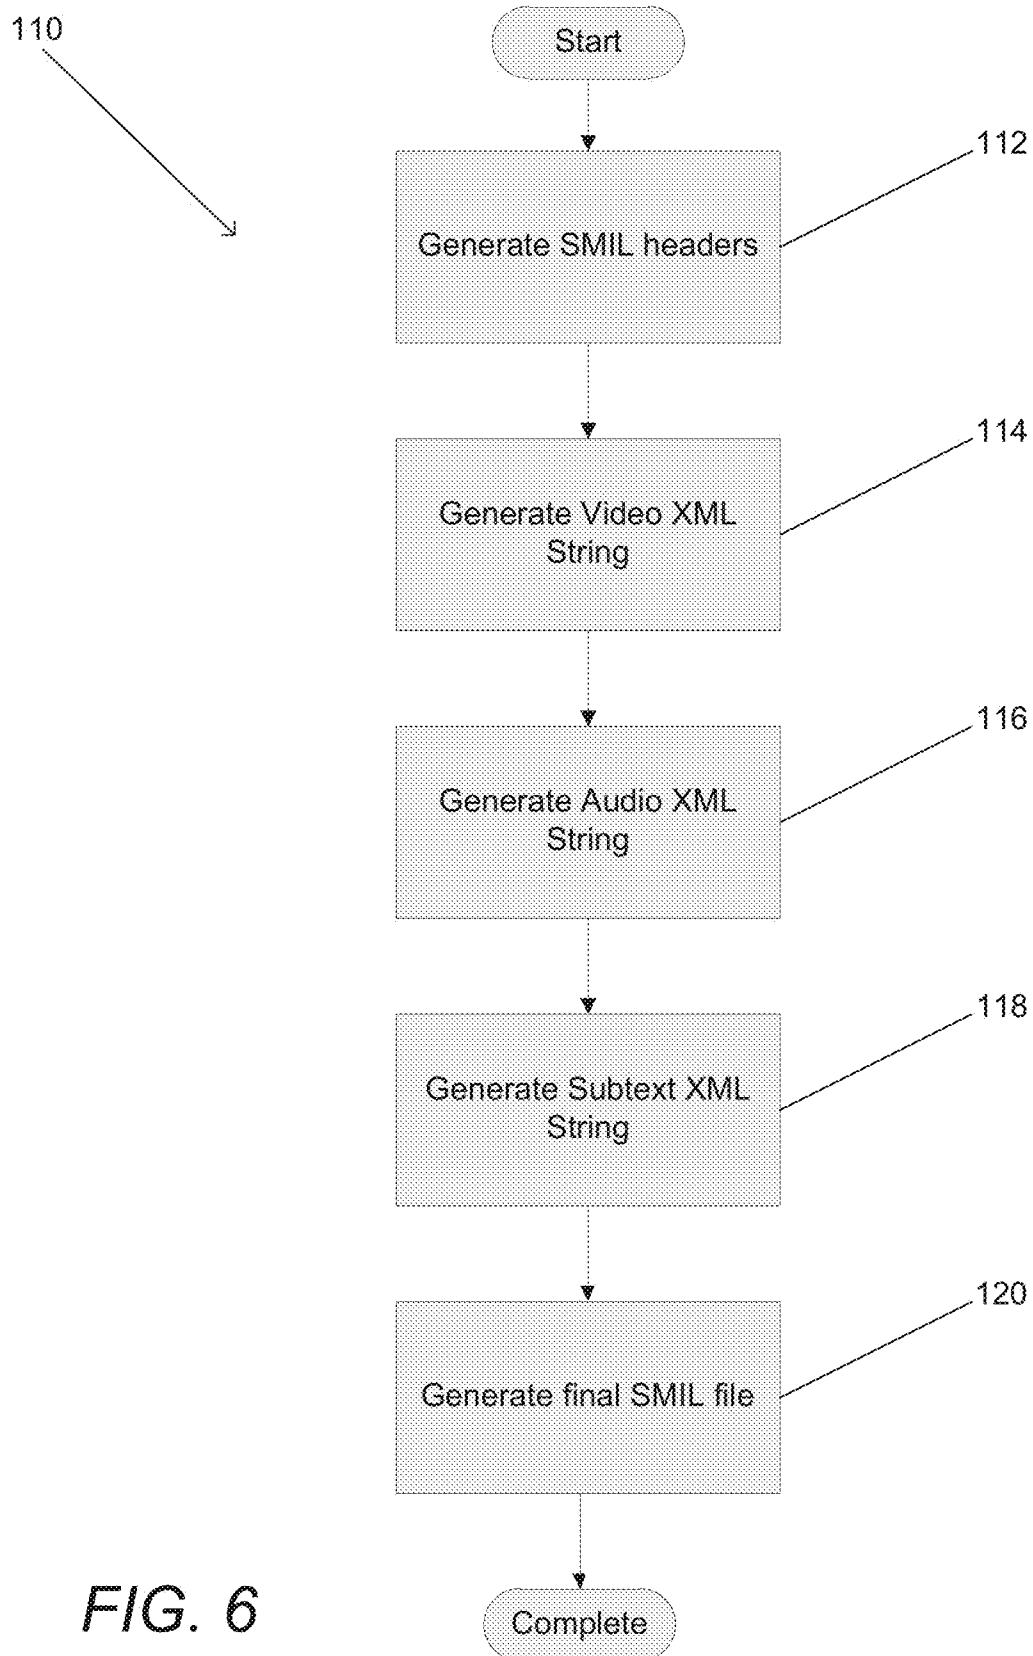 110
Start
112
Generate SMIL headers
114
Generate Video XML
String
116
Generate Audio XML
String
118
Generate Subtext XML
String
120
Generate final SMIL file
Complete
FIG. 6